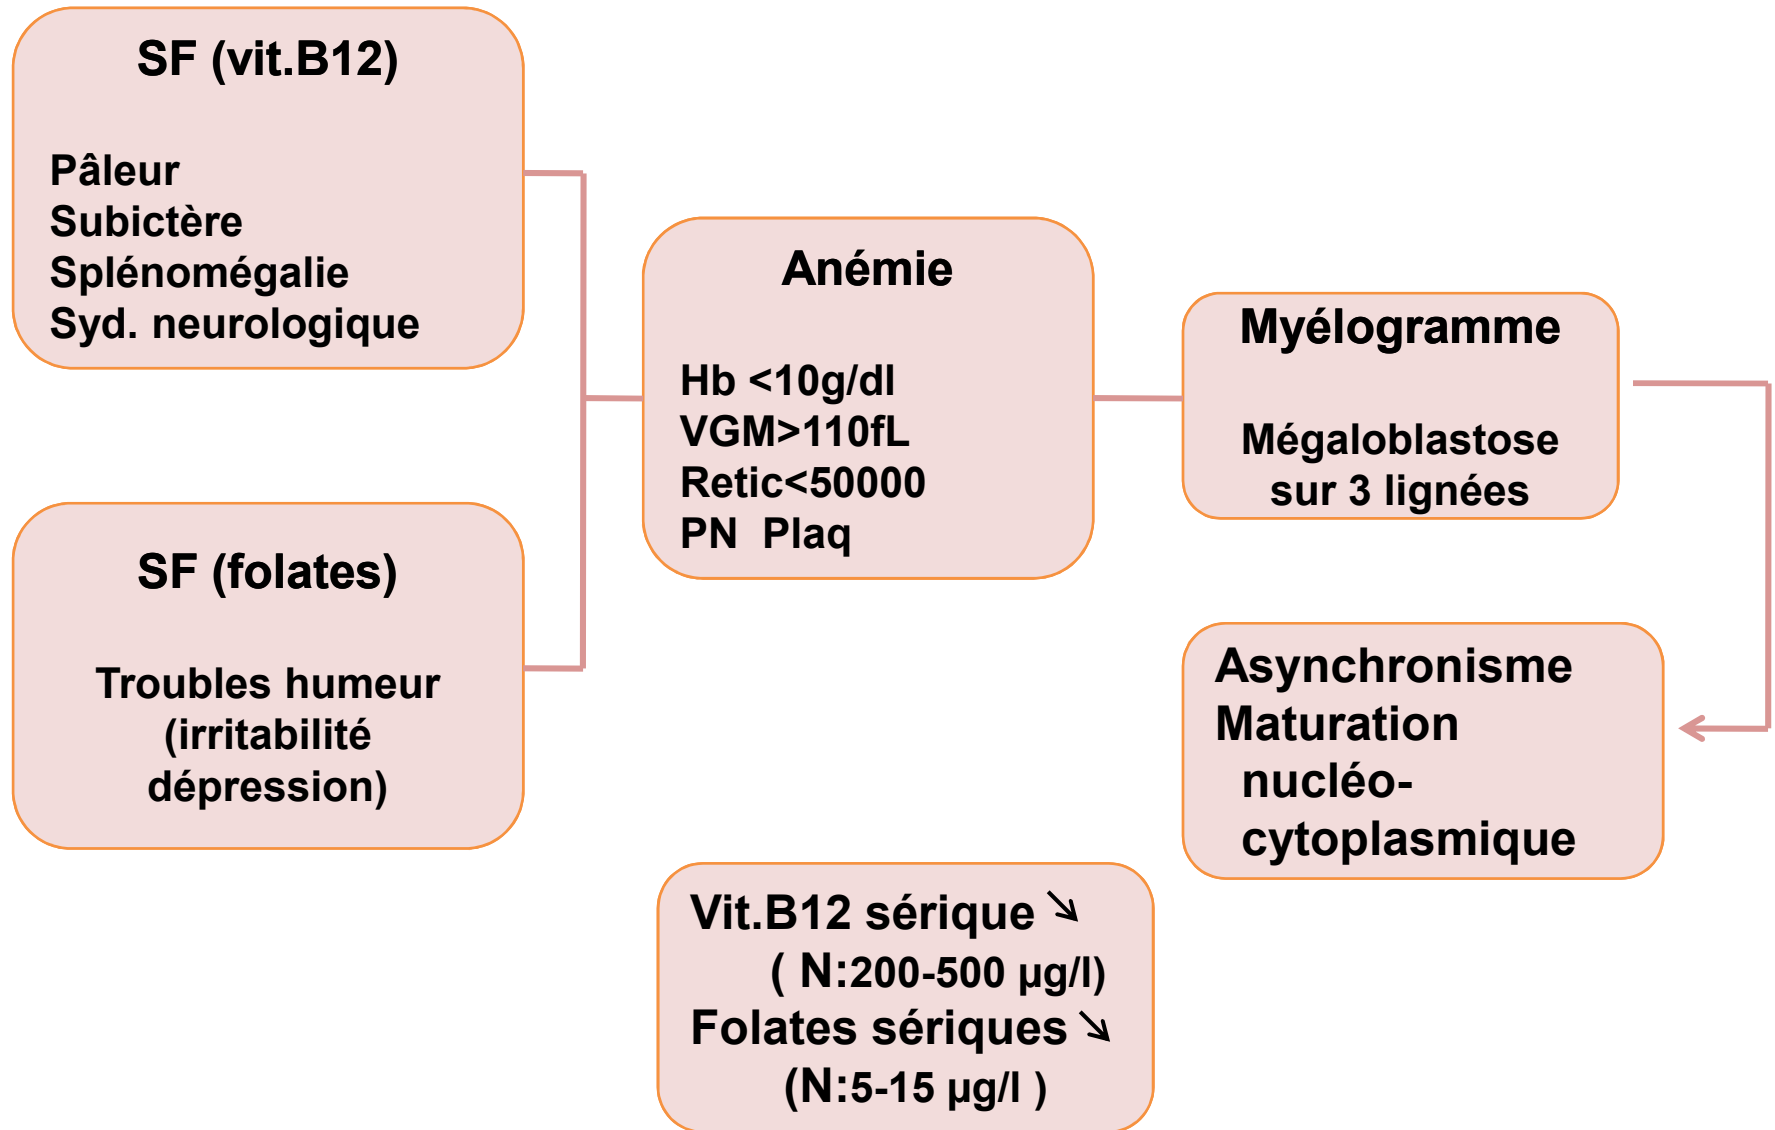 SF (vit.B12)
Pâleur
Subictère
Splénomégalie
Syd. neurologique
SF (folates)
Troubles humeur
(irritabilité
dépression)
Anémie
Hb <10g/dl
VGM>110fL
Retic<50000
PN Plaq
Myélogramme
Mégaloblastose
sur 3 lignées
Asynchronisme
Maturation
nucléo-
cytoplasmique
Vit.B12 sérique ↘
( N:200-500 µg/l)
Folates sériques ↘
(N:5-15 µg/l )